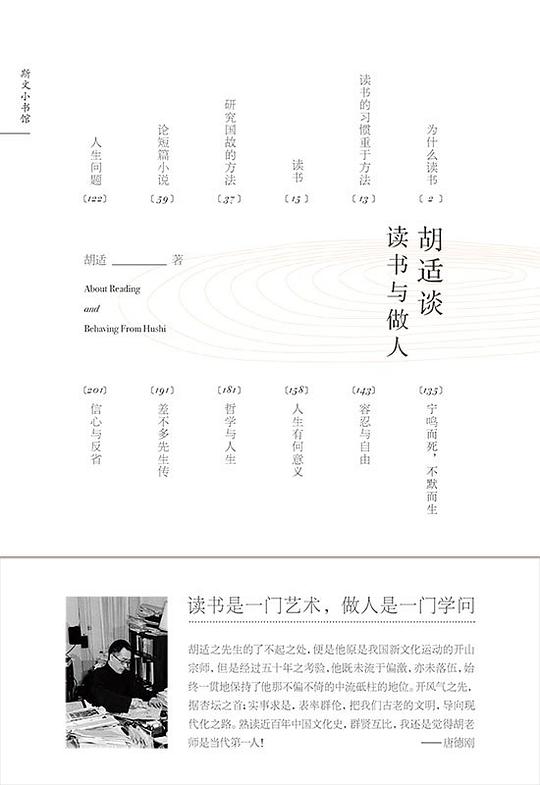 斯文小书馆
为什么读书
〔2〕
读书的习惯重于方法
〔13〕
读书
〔15〕
研究国故的方法
〔37〕
论短篇小说
〔59〕
人生问题
〔122〕
胡适谈
读书与做人
胡适 著
About Reading
and
Behaving From Hushi
〔135〕
宁鸣而死，不默而生
〔143〕
容忍与自由
〔158〕
人生有何意义
〔181〕
哲学与人生
〔191〕
差不多先生传
〔201〕
信心与反省
读书是一门艺术，做人是一门学问
胡适之先生的了不起之处，便是他原是我国新文化运动的开山
宗师，但是经过五十年之考验，他既未流于偏激，亦未落伍，始
终一贯地保持了他那不偏不倚的中流砥柱的地位。开风气之先，
据杏坛之首；实事求是，表率群伦，把我们古老的文明，导向现
代化之路。熟读近百年中国文化史，群贤互比，我还是觉得胡老
师是当代第一人！
——唐德刚